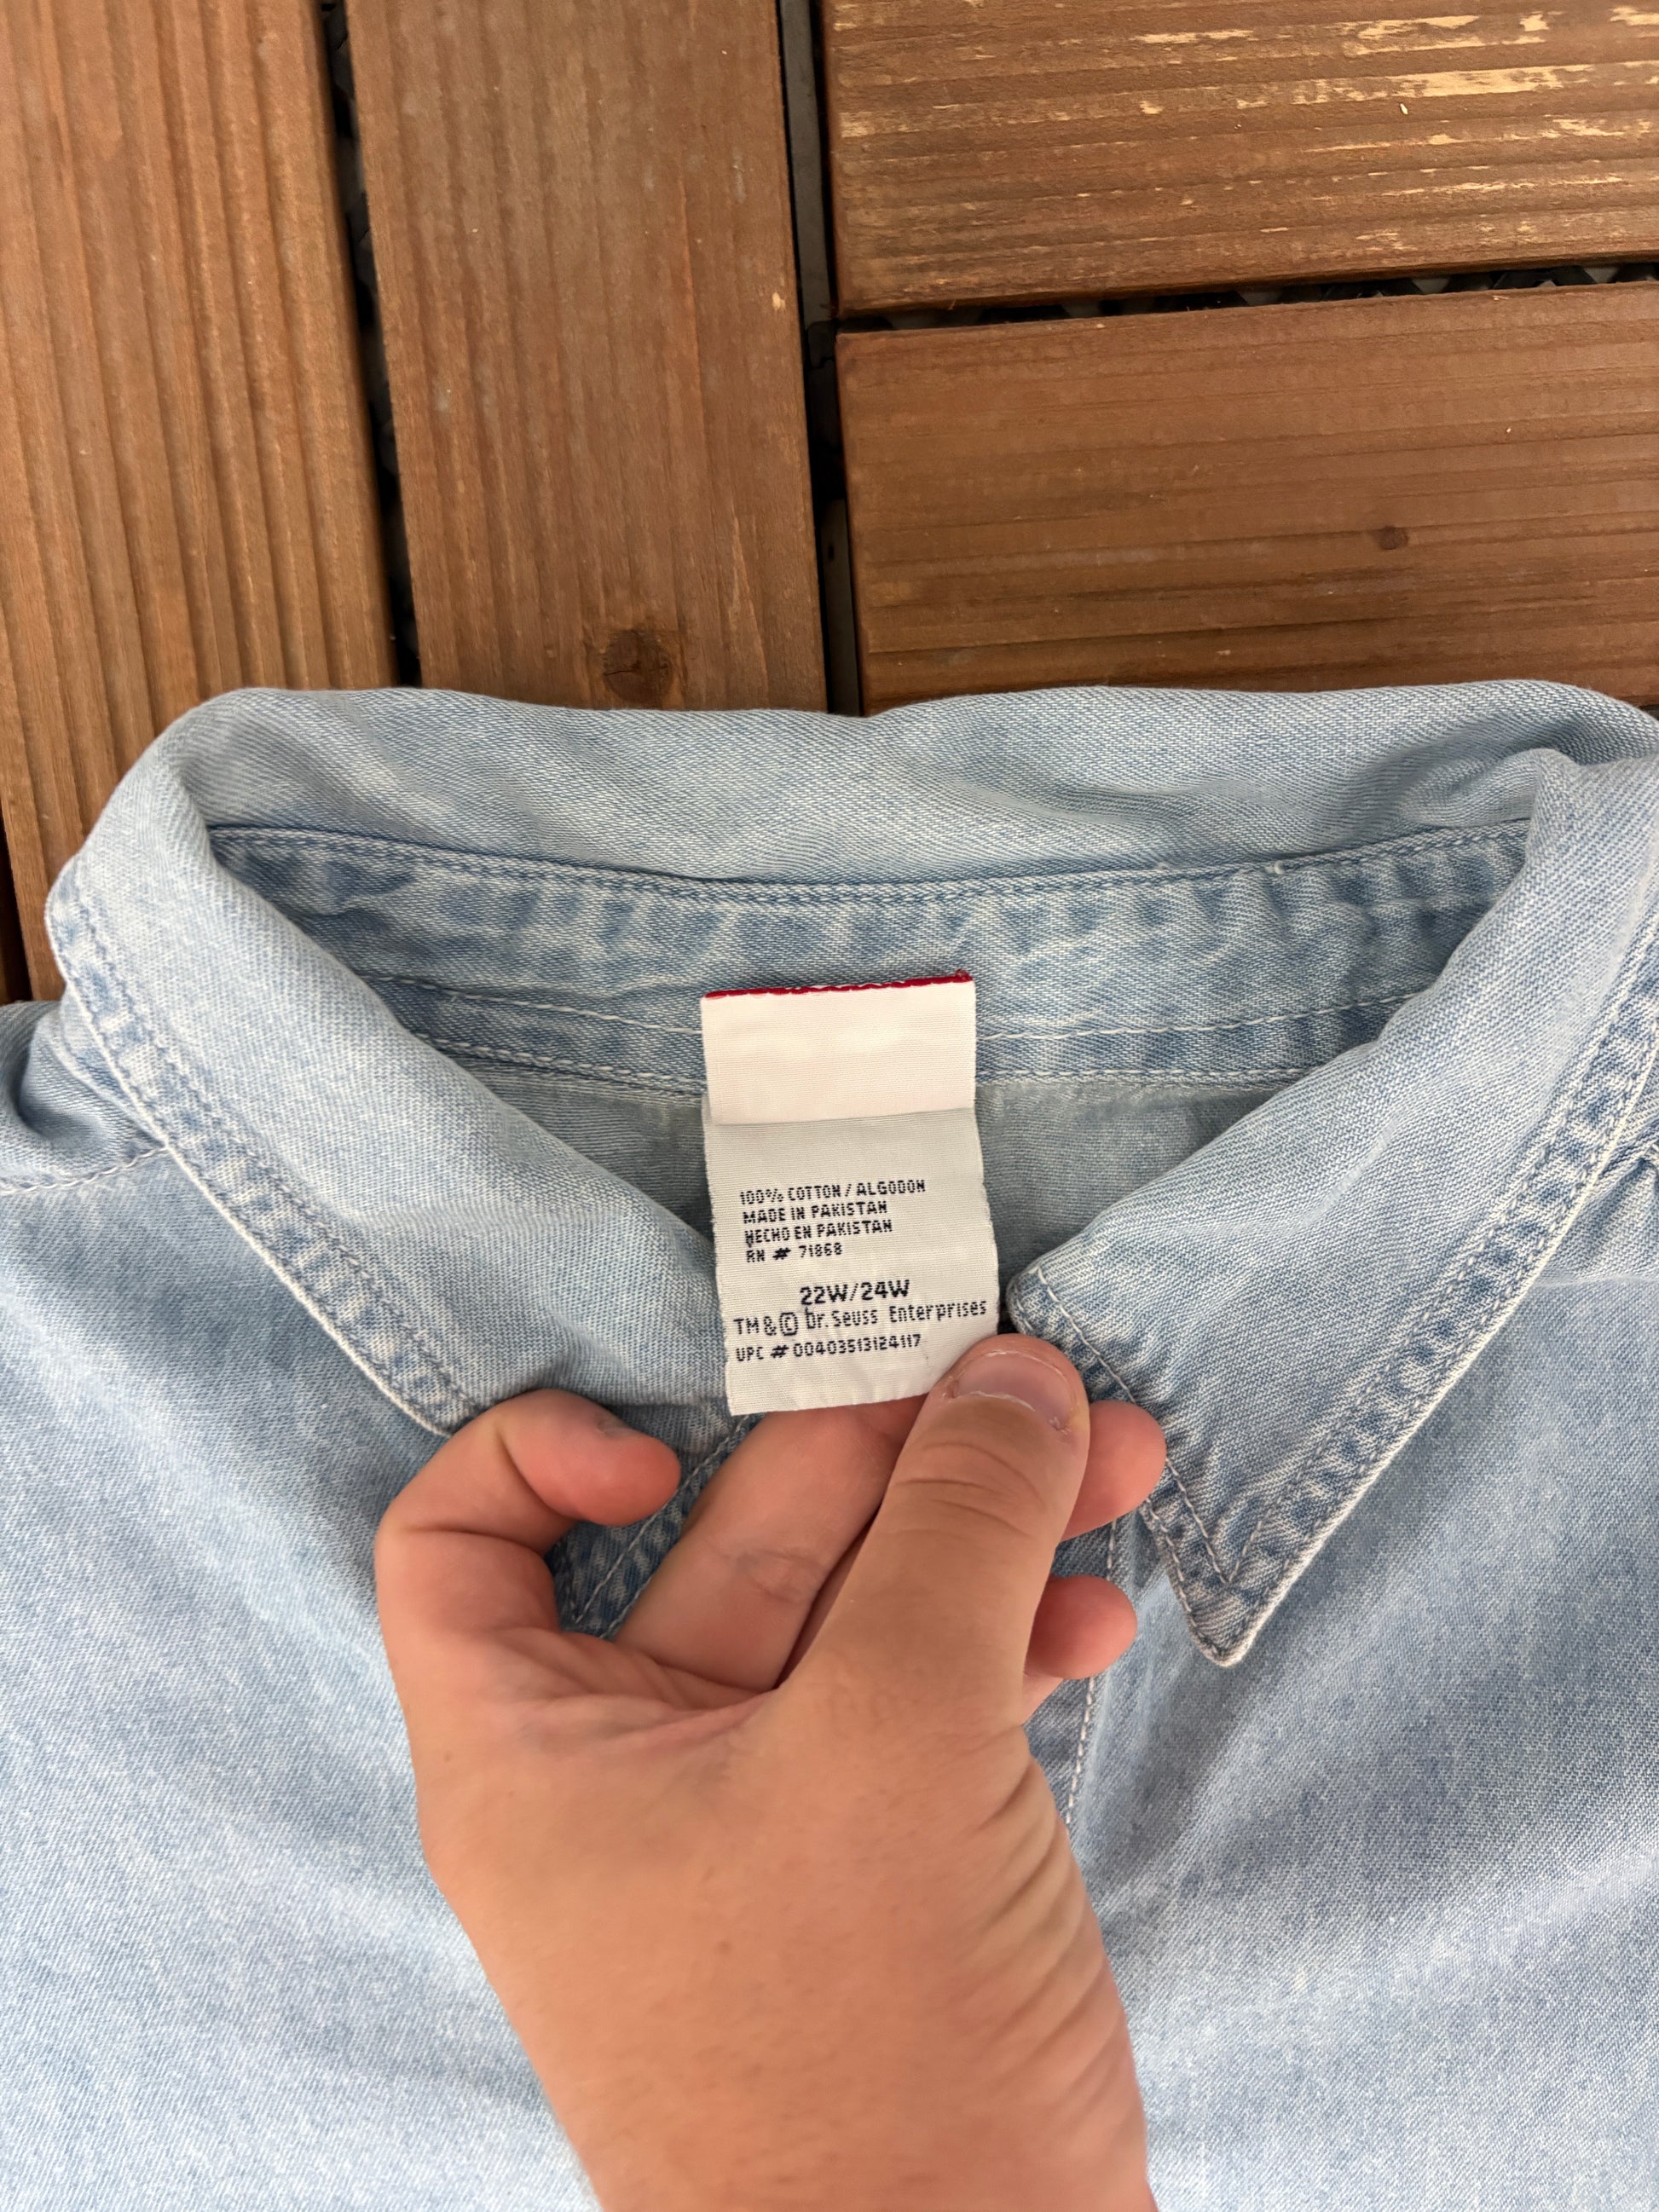 100% COTTON / ALGODON
MADE IN PAKISTAN
HECHO EN PAKISTAN
RN # 71868
22W/24W
TM & © Dr. Seuss Enterprises
UPC # 00403513124117